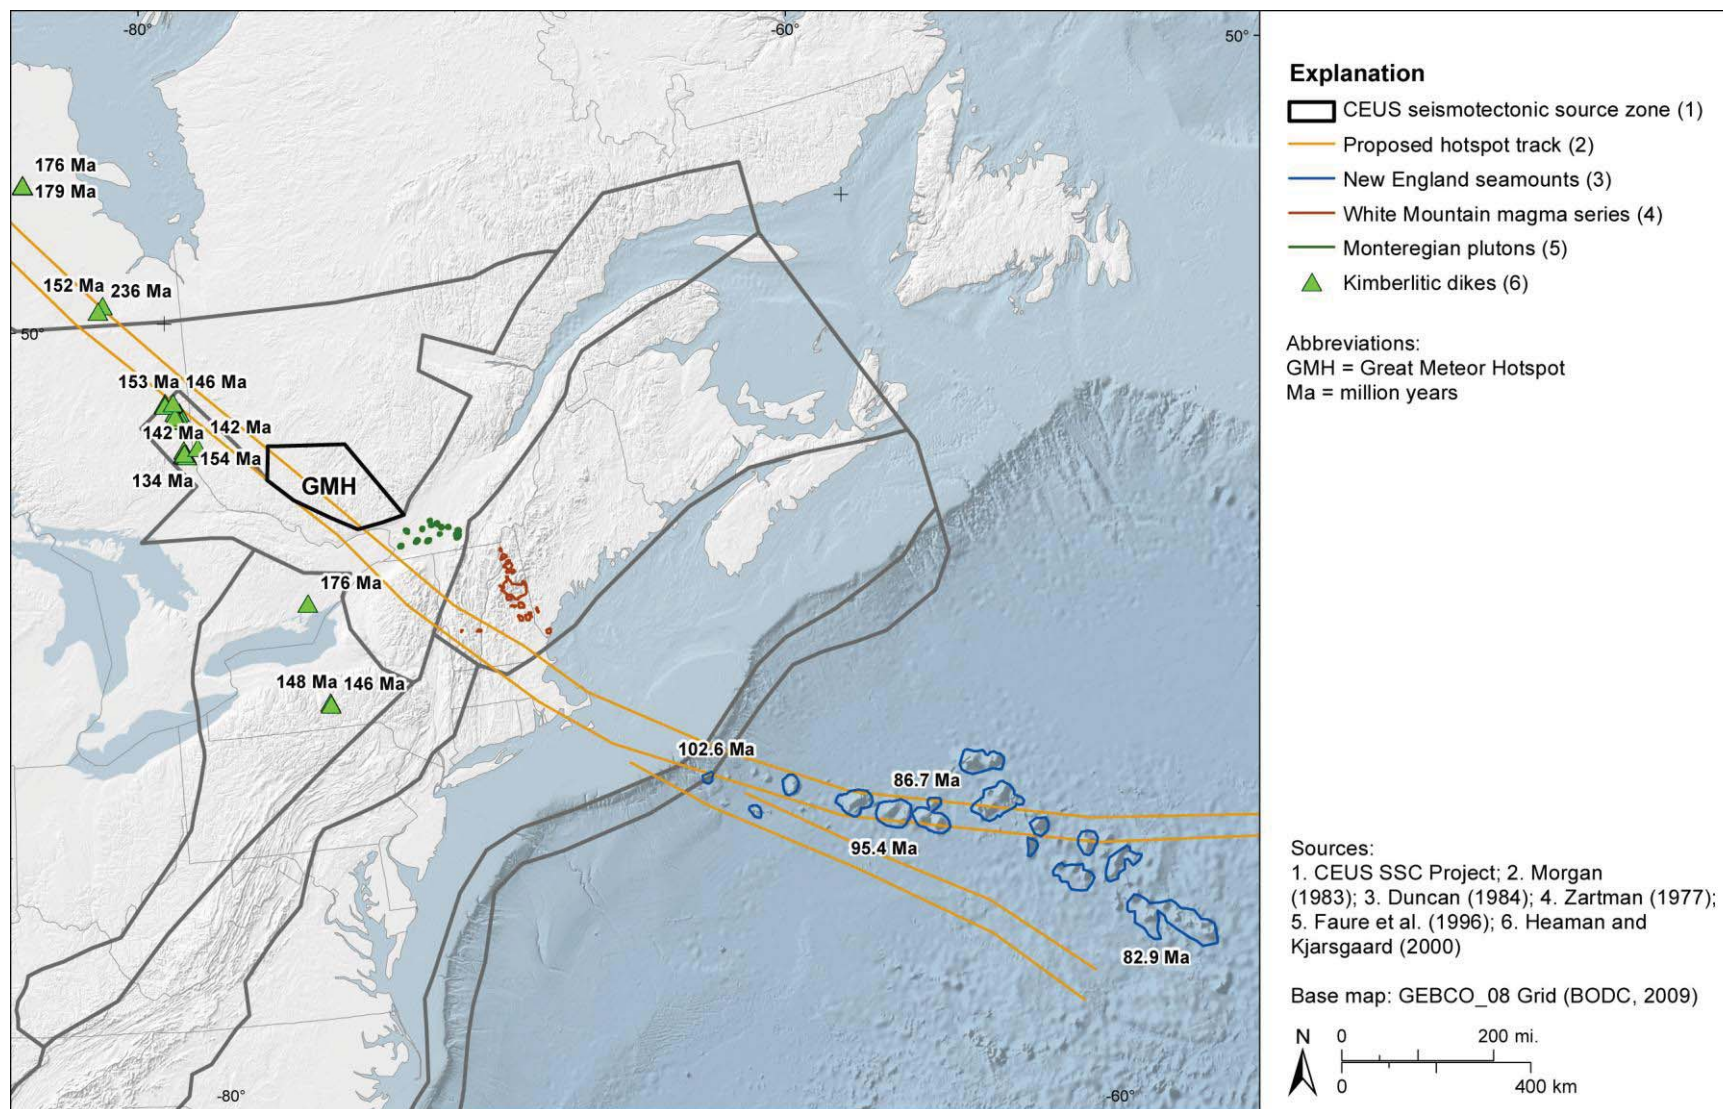 -80°
-60°
50°
176 Ma
179 Ma
152 Ma
236 Ma
50°
153 Ma
146 Ma
142 Ma
142 Ma
154 Ma
134 Ma
GMH
176 Ma
148 Ma
146 Ma
102.6 Ma
86.7 Ma
95.4 Ma
82.9 Ma
-80°
-60°
Explanation
CEUS seismotectonic source zone (1)
Proposed hotspot track (2)
New England seamounts (3)
White Mountain magma series (4)
Monteregian plutons (5)
Kimberlitic dikes (6)
Abbreviations:
GMH = Great Meteor Hotspot
Ma = million years
Sources:
1. CEUS SSC Project; 2. Morgan
(1983); 3. Duncan (1984); 4. Zartman (1977);
5. Faure et al. (1996); 6. Heaman and
Kjarsgaard (2000)
Base map: GEBCO_08 Grid (BODC, 2009)
N
0 200 mi.
0 400 km